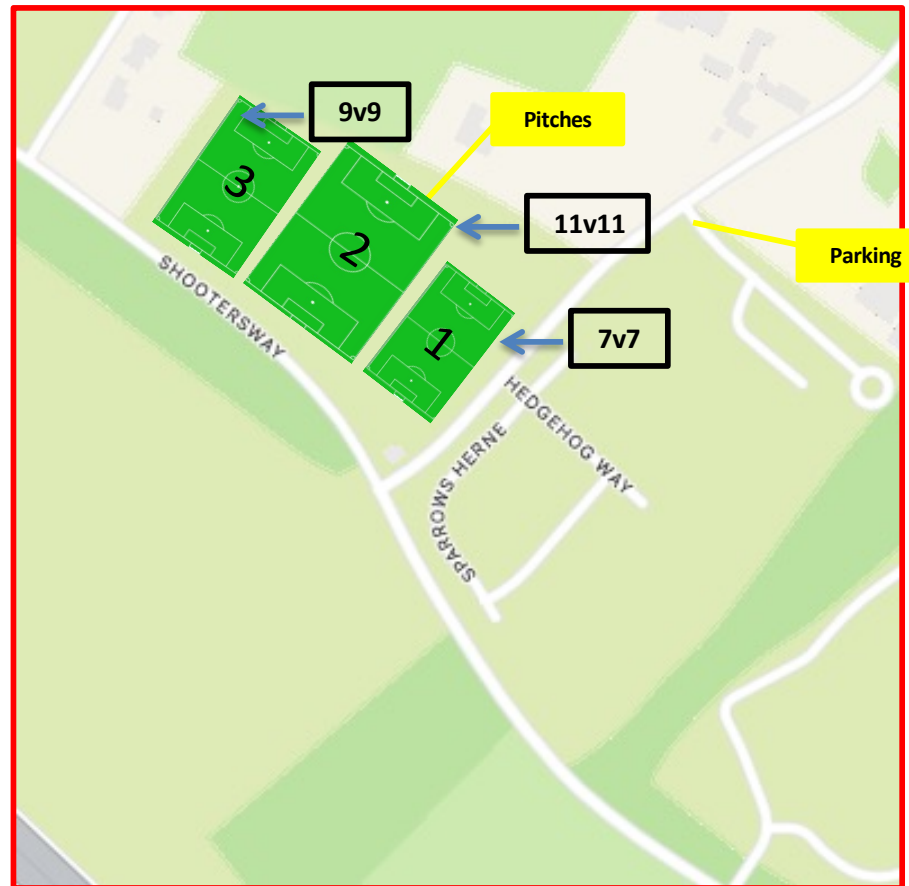 9v9
Pitches
3
11v11
2
Parking
SHOOTERSWAY
1
7v7
HEDGEHOG WAY
SPARROWS HERNE